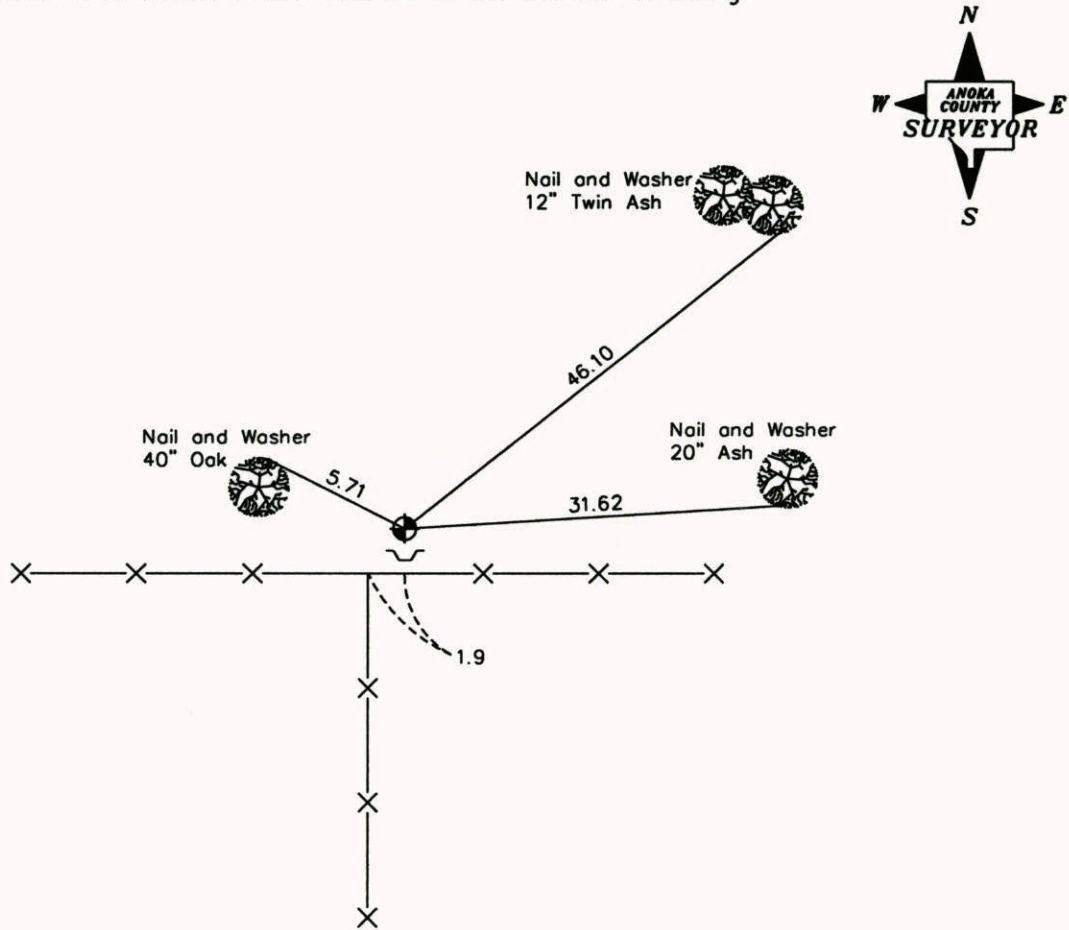 N
W
ANOKA
COUNTY
SURVEYOR
E
S
Nail and Washer
12" Twin Ash
46.10
Nail and Washer
40" Oak
5.71
Nail and Washer
20" Ash
31.62
1.9